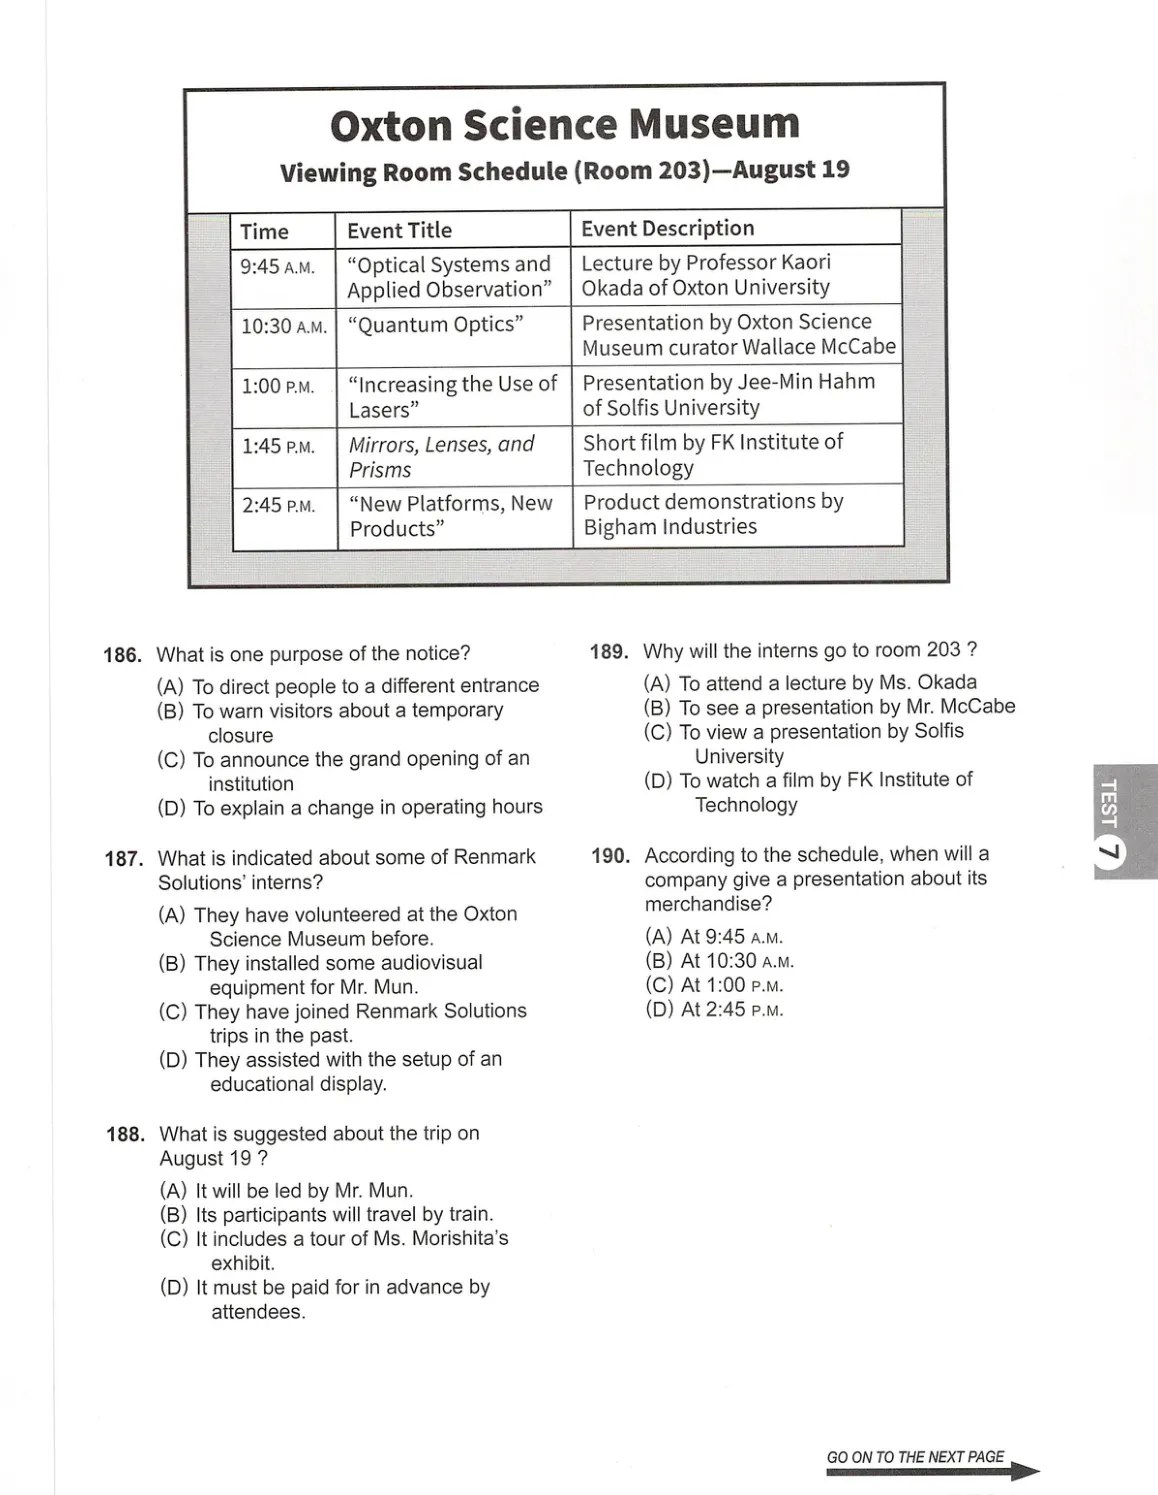 Oxton Science Museum
Viewing Room Schedule (Room 203)—August 19
Time Event Title Event Description
9:45 A.M. “Optical Systems and Applied Observation” Lecture by Professor Kaori Okada of Oxton University
10:30 A.M. “Quantum Optics” Presentation by Oxton Science Museum curator Wallace McCabe
1:00 P.M. “Increasing the Use of Lasers” Presentation by Jee-Min Hahm of Solfis University
1:45 P.M. Mirrors, Lenses, and Prisms Short film by FK Institute of Technology
2:45 P.M. “New Platforms, New Products” Product demonstrations by Bigham Industries
186. What is one purpose of the notice?
(A) To direct people to a different entrance
(B) To warn visitors about a temporary
closure
(C) To announce the grand opening of an
institution
(D) To explain a change in operating hours
187. What is indicated about some of Renmark
Solutions’ interns?
(A) They have volunteered at the Oxton
Science Museum before.
(B) They installed some audiovisual
equipment for Mr. Mun.
(C) They have joined Renmark Solutions
trips in the past.
(D) They assisted with the setup of an
educational display.
188. What is suggested about the trip on
August 19 ?
(A) It will be led by Mr. Mun.
(B) Its participants will travel by train.
(C) It includes a tour of Ms. Morishita’s
exhibit.
(D) It must be paid for in advance by
attendees.
189. Why will the interns go to room 203 ?
(A) To attend a lecture by Ms. Okada
(B) To see a presentation by Mr. McCabe
(C) To view a presentation by Solfis
University
(D) To watch a film by FK Institute of
Technology
190. According to the schedule, when will a
company give a presentation about its
merchandise?
(A) At 9:45 A.M.
(B) At 10:30 A.M.
(C) At 1:00 P.M.
(D) At 2:45 P.M.
TEST 7
GO ON TO THE NEXT PAGE